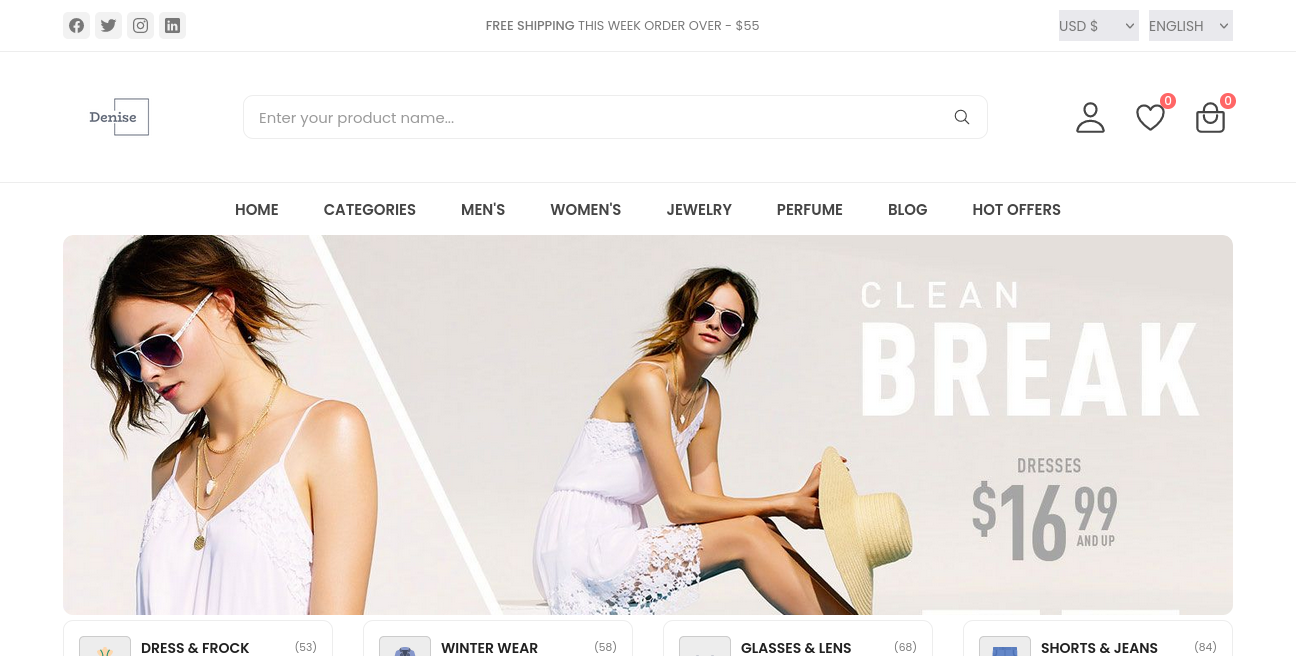 FREE SHIPPING THIS WEEK ORDER OVER - $55
USD $
ENGLISH
Denise
Enter your product name...
0
0
HOME
CATEGORIES
MEN'S
WOMEN'S
JEWELRY
PERFUME
BLOG
HOT OFFERS
CLEAN
BREAK
DRESSES
$16 99
AND UP
DRESS & FROCK
(53)
WINTER WEAR
(58)
GLASSES & LENS
(68)
SHORTS & JEANS
(84)